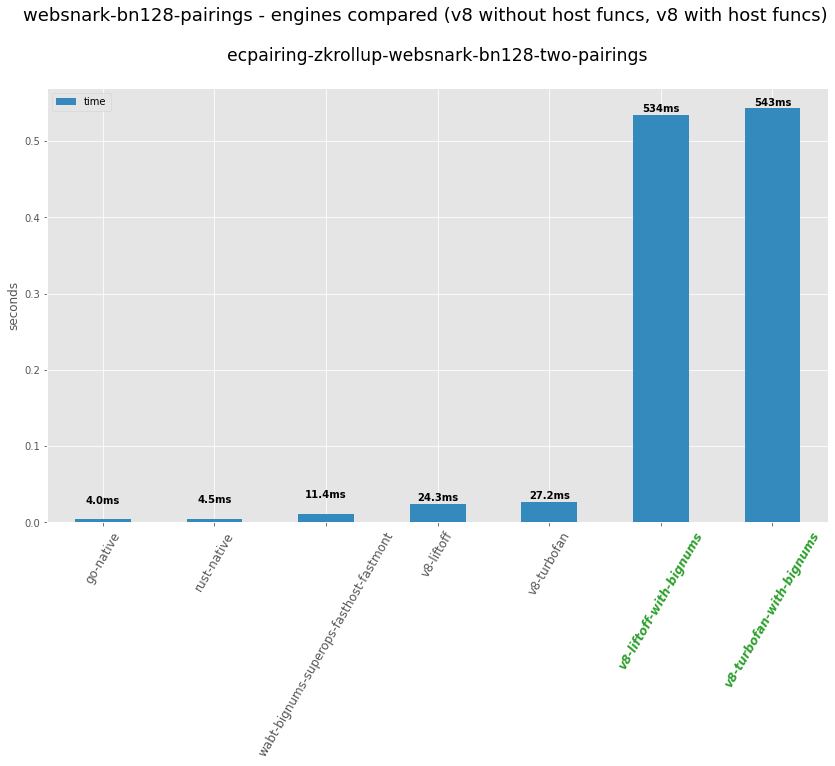 websnark-bn128-pairings - engines compared (v8 without host funcs, v8 with host funcs)
ecpairing-zkrollup-websnark-bn128-two-pairings
time
seconds
0.5
0.4
0.3
0.2
0.1
0.0
4.0ms
4.5ms
11.4ms
24.3ms
27.2ms
534ms
543ms
go-native
rust-native
wabt-bignums-superops-fasthost-fastmont
v8-liftoff
v8-turbofan
v8-liftoff-with-bignums
v8-turbofan-with-bignums